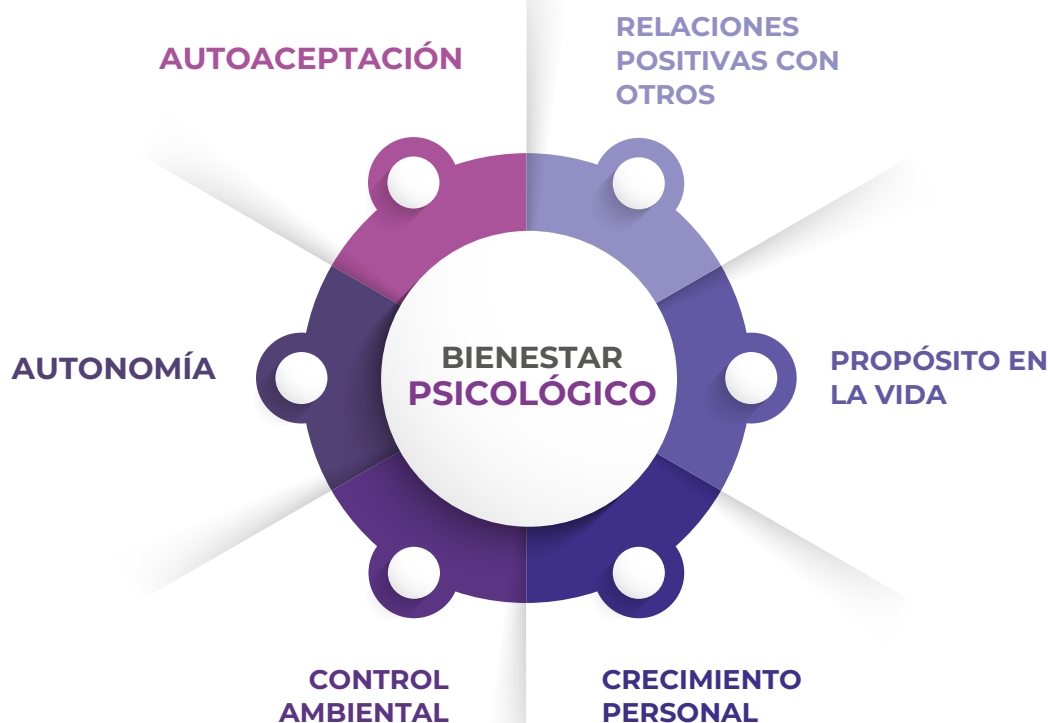 AUTOACEPTACIÓN
RELACIONES
POSITIVAS CON
OTROS
AUTONOMÍA
BIENESTAR
PSICOLÓGICO
PROPÓSITO EN
LA VIDA
CONTROL
AMBIENTAL
CRECIMIENTO
PERSONAL